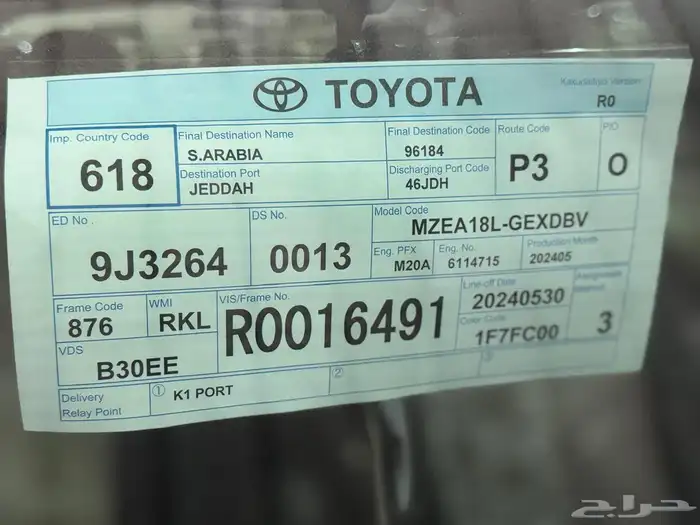 TOYOTA
Kakudatsya Version
R0
Imp. Country Code
618
Final Destination Name
S.ARABIA
Destination Port
JEDDAH
Final Destination Code
96184
Discharging Port Code
46JDH
Route Code
P3
PIO
O
ED No.
9J3264
DS No.
0013
Model Code
MZEA18L-GEXDBV
Eng. PFX
M20A
Eng. No.
6114715
Production Month
202405
Frame Code
876
WMI
RKL
VIS/Frame No.
R0016491
Line-off Date
20240530
Color Code
1F7FC00
3
VDS
B30EE
Delivery
Relay Point
① K1 PORT
②
③
حراج